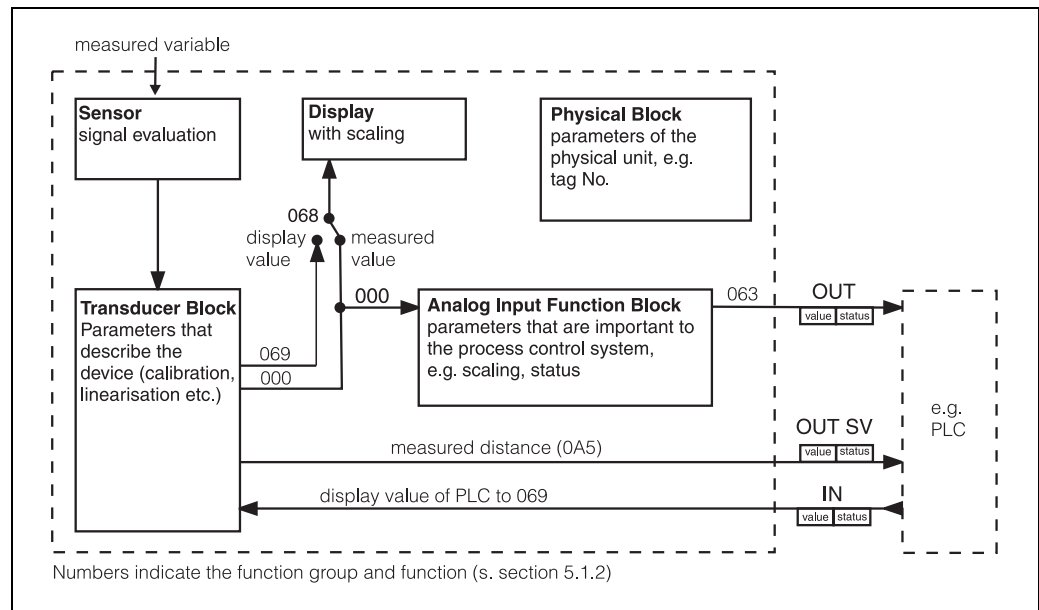 measured variable
Sensor
signal evaluation
Display
with scaling
Physical Block
parameters of the
physical unit, e.g.
tag No.
068
display
value
measured
value
Transducer Block
Parameters that
describe the
device (calibration,
linearisation etc.)
069
000
000
Analog Input Function Block
parameters that are important to
the process control system,
e.g. scaling, status
063
OUT
value status
e.g.
PLC
measured distance (0A5)
OUT SV
value status
display value of PLC to 069
IN
value status
Numbers indicate the function group and function (s. section 5.1.2)